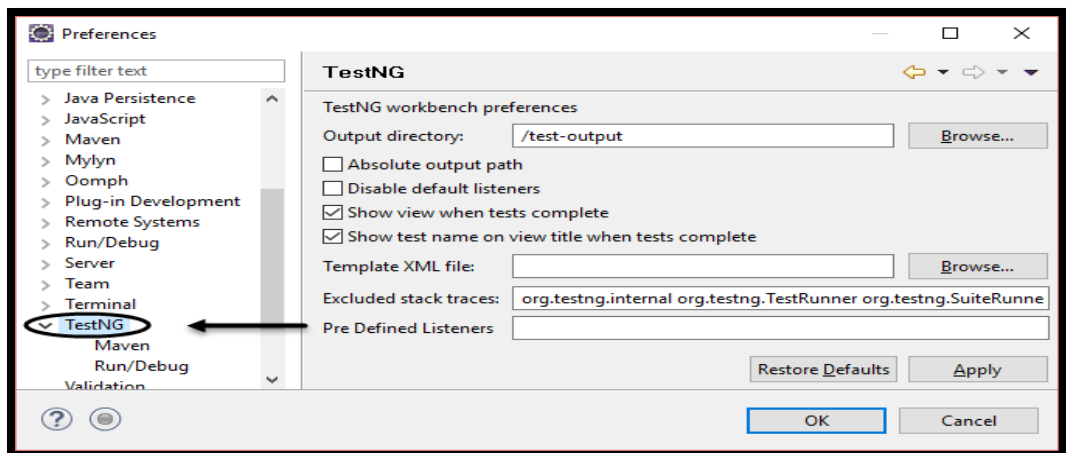 Preferences
type filter text
Java Persistence
JavaScript
Maven
Mylyn
Oomph
Plug-in Development
Remote Systems
Run/Debug
Server
Team
Terminal
TestNG
Maven
Run/Debug
Validation
TestNG
TestNG workbench preferences
Output directory: /test-output Browse...
Absolute output path
Disable default listeners
Show view when tests complete
Show test name on view title when tests complete
Template XML file: Browse...
Excluded stack traces: org.testng.internal org.testng.TestRunner org.testng.SuiteRunne
Pre Defined Listeners
Restore Defaults Apply
? OK Cancel